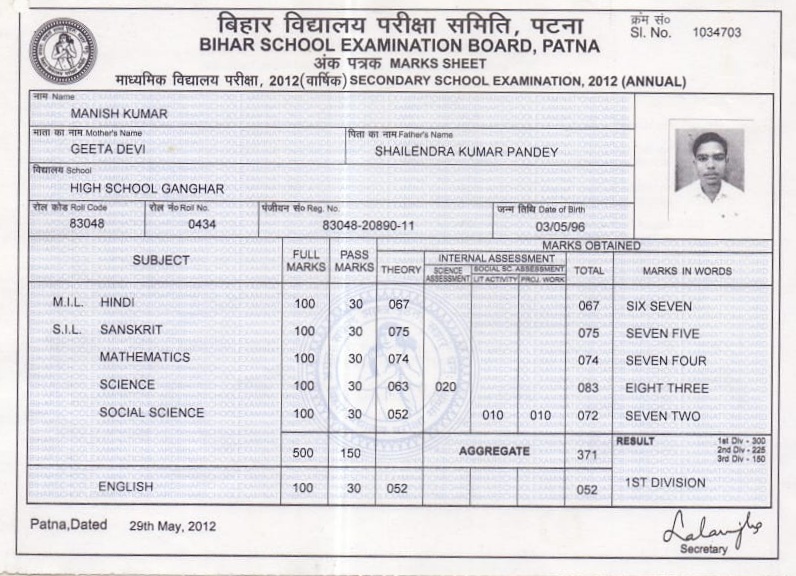 बिहार विद्यालय परीक्षा समिति, पटना
क्रम सं०
BIHAR SCHOOL EXAMINATION BOARD, PATNA
Sl. No. 1034703
अंक पत्रक MARKS SHEET
माध्यमिक विद्यालय परीक्षा, 2012(वार्षिक) SECONDARY SCHOOL EXAMINATION, 2012 (ANNUAL)
नाम Name
MANISH KUMAR
माता का नाम Mother's Name पिता का नाम Father's Name
GEETA DEVI SHAILENDRA KUMAR PANDEY
विद्यालय School
HIGH SCHOOL GANGHAR
रोल कोड Roll Code रोल नं० Roll No. पंजीयन सं० Reg. No. जन्म तिथि Date of Birth
83048 0434 83048-20890-11 03/05/96
MARKS OBTAINED
SUBJECT FULL MARKS PASS MARKS THEORY INTERNAL ASSESSMENT TOTAL MARKS IN WORDS
SCIENCE ASSESSMENT SOCIAL SC. ASSESSMENT
LIT ACTIVITY PROJ. WORK
M.I.L. HINDI 100 30 067 067 SIX SEVEN
S.I.L. SANSKRIT 100 30 075 075 SEVEN FIVE
MATHEMATICS 100 30 074 074 SEVEN FOUR
SCIENCE 100 30 063 020 083 EIGHT THREE
SOCIAL SCIENCE 100 30 052 010 010 072 SEVEN TWO
500 150 AGGREGATE 371 RESULT 1st Div - 300
2nd Div - 225
3rd Div - 150
ENGLISH 100 30 052 052 1ST DIVISION
Patna,Dated 29th May, 2012
Secretary